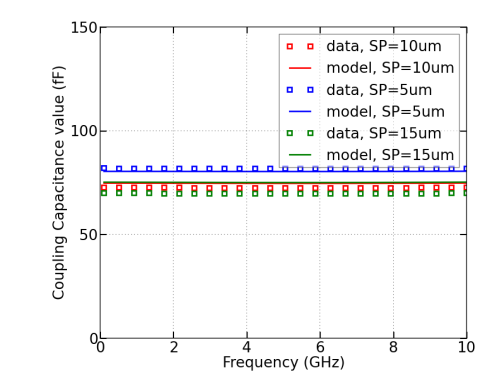 150
100
50
0
Coupling Capacitance value (fF)
data, SP=10um
model, SP=10um
data, SP=5um
model, SP=5um
data, SP=15um
model, SP=15um
0 2 4 6 8 10
Frequency (GHz)